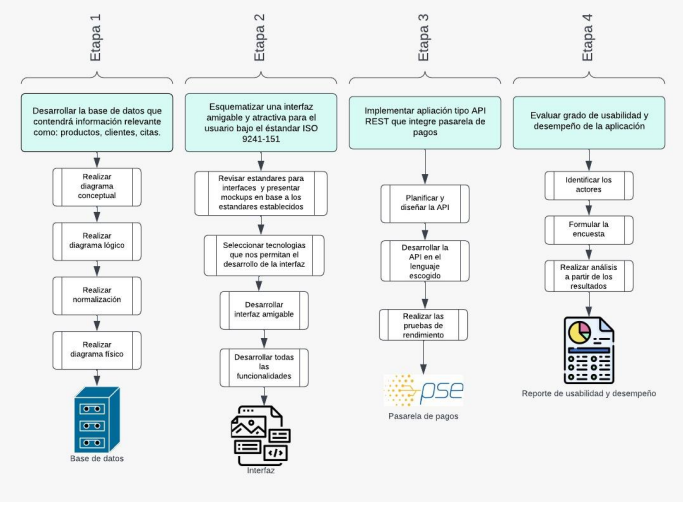 Etapa 1
Desarrollar la base de datos que
contendrá información relevante
como: productos, clientes, citas.
Realizar
diagrama
conceptual
Realizar
diagrama lógico
Realizar
normalización
Realizar
diagrama físico
Base de datos
Etapa 2
Esquematizar una interfaz
amigable y atractiva para el
usuario bajo el éstandar ISO
9241-151
Revisar estandares para
interfaces y presentar
mockups en base a los
estandares establecidos
Seleccionar tecnologias
que nos permitan el
desarrollo de la interfaz
Desarrollar
interfaz amigable
Desarrollar todas
las
funcionalidades
Interfaz
Etapa 3
Implementar apliación tipo API
REST que integre pasarela de
pagos
Planificar y
diseñar la API
Desarrollar la
API en el
lenguaje
escogido
Realizar las
pruebas de
rendimiento
pse
Pasarela de pagos
Etapa 4
Evaluar grado de usabilidad y
desempeño de la aplicación
Identificar los
actores
Formular la
encuesta
Realizar análisis
a partir de los
resultados
Reporte de usabilidad y desempeño